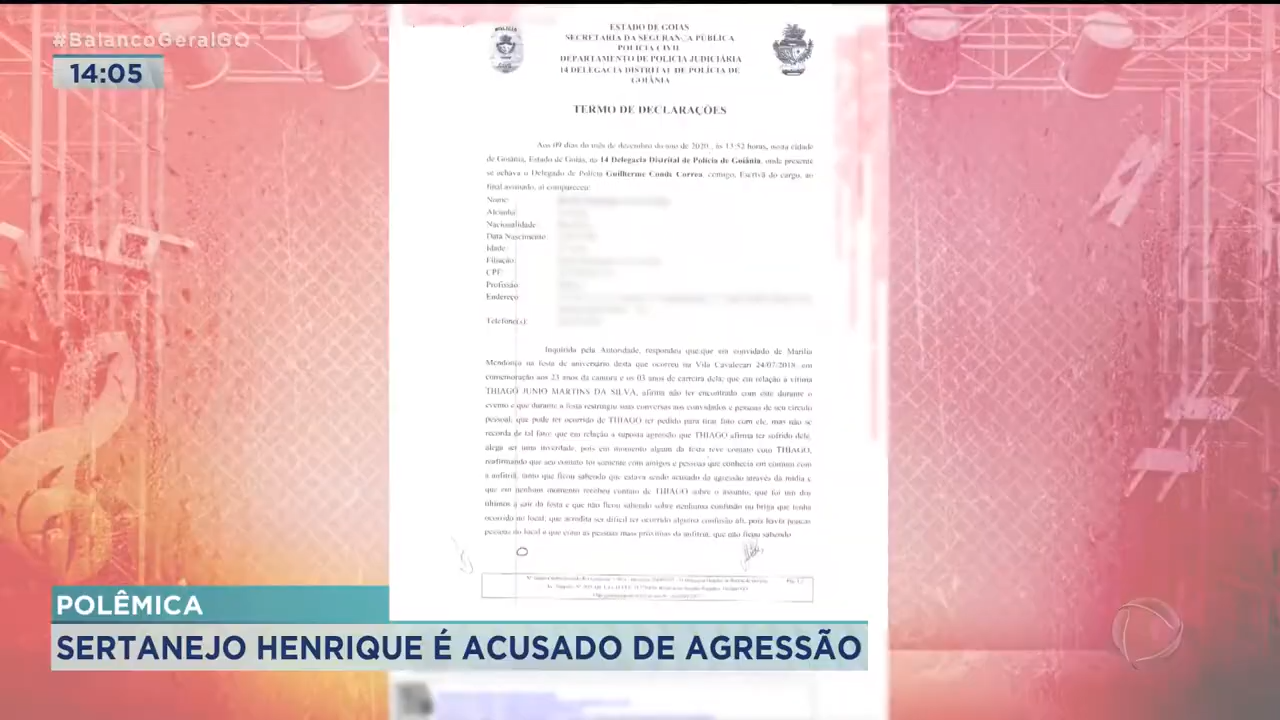 #BalancoGeralGO
14:05
ESTADO DE GOIÁS
SECRETARIA DA SEGURANÇA PÚBLICA
POLÍCIA CIVIL
DEPARTAMENTO DE POLÍCIA JUDICIÁRIA
14 DELEGACIA DISTRITAL DE POLÍCIA DE
GOIÂNIA
TERMO DE DECLARAÇÕES
Aos 09 dias do mês de dezembro do ano de 2020, às 13:52 horas, nesta cidade
de Goiânia, Estado de Goiás, na 14 Delegacia Distrital de Polícia de Goiânia, onde presente
se achava o Delegado de Polícia Guilherme Conde Correa, comigo, Escrivã do cargo, ao
final assinado, aí compareceu:
Nome:
Alcunha:
Nacionalidade:
Data Nascimento:
Idade:
Filiação:
CPF:
Profissão:
Endereço
Telefone(s):
Inquirida pela Autoridade, respondeu que:que era convidado de Marília
Mendonça na festa de aniversário desta que ocorreu na Vila Cavalcare 24/07/2018, em
comemoração aos 23 anos da cantora e os 03 anos de carreira dela; que em relação a vítima
THIAGO JUNIO MARTINS DA SILVA, afirma não ter encontrado com este durante o
evento e que durante a festa restringiu suas conversas aos convidados e pessoas de seu círculo
pessoal; que pode ter ocorrido de THIAGO ter pedido para tirar foto com ele, mas não se
recorda de tal fato; que em relação a suposta agressão que THIAGO afirma ter sofrido dele,
alega ser uma inverdade, pois em momento algum da festa teve contato com THIAGO,
reafirmando que seu contato foi somente com amigos e pessoas que conhecia em comum com
a anfitriã, tanto que ficou sabendo que estava sendo acusado da agressão através da mídia e
que em nenhum momento recebeu contato de THIAGO sobre o assunto; que foi um dos
últimos a sair da festa e que não ficou sabendo sobre nenhuma confusão ou briga que tenha
ocorrido no local; que acredita ser difícil ter ocorrido alguma confusão ali, pois havia poucas
pessoas do local e que como as pessoas mais próximas da anfitriã, que não ficou sabendo
POLÊMICA
SERTANEJO HENRIQUE É ACUSADO DE AGRESSÃO